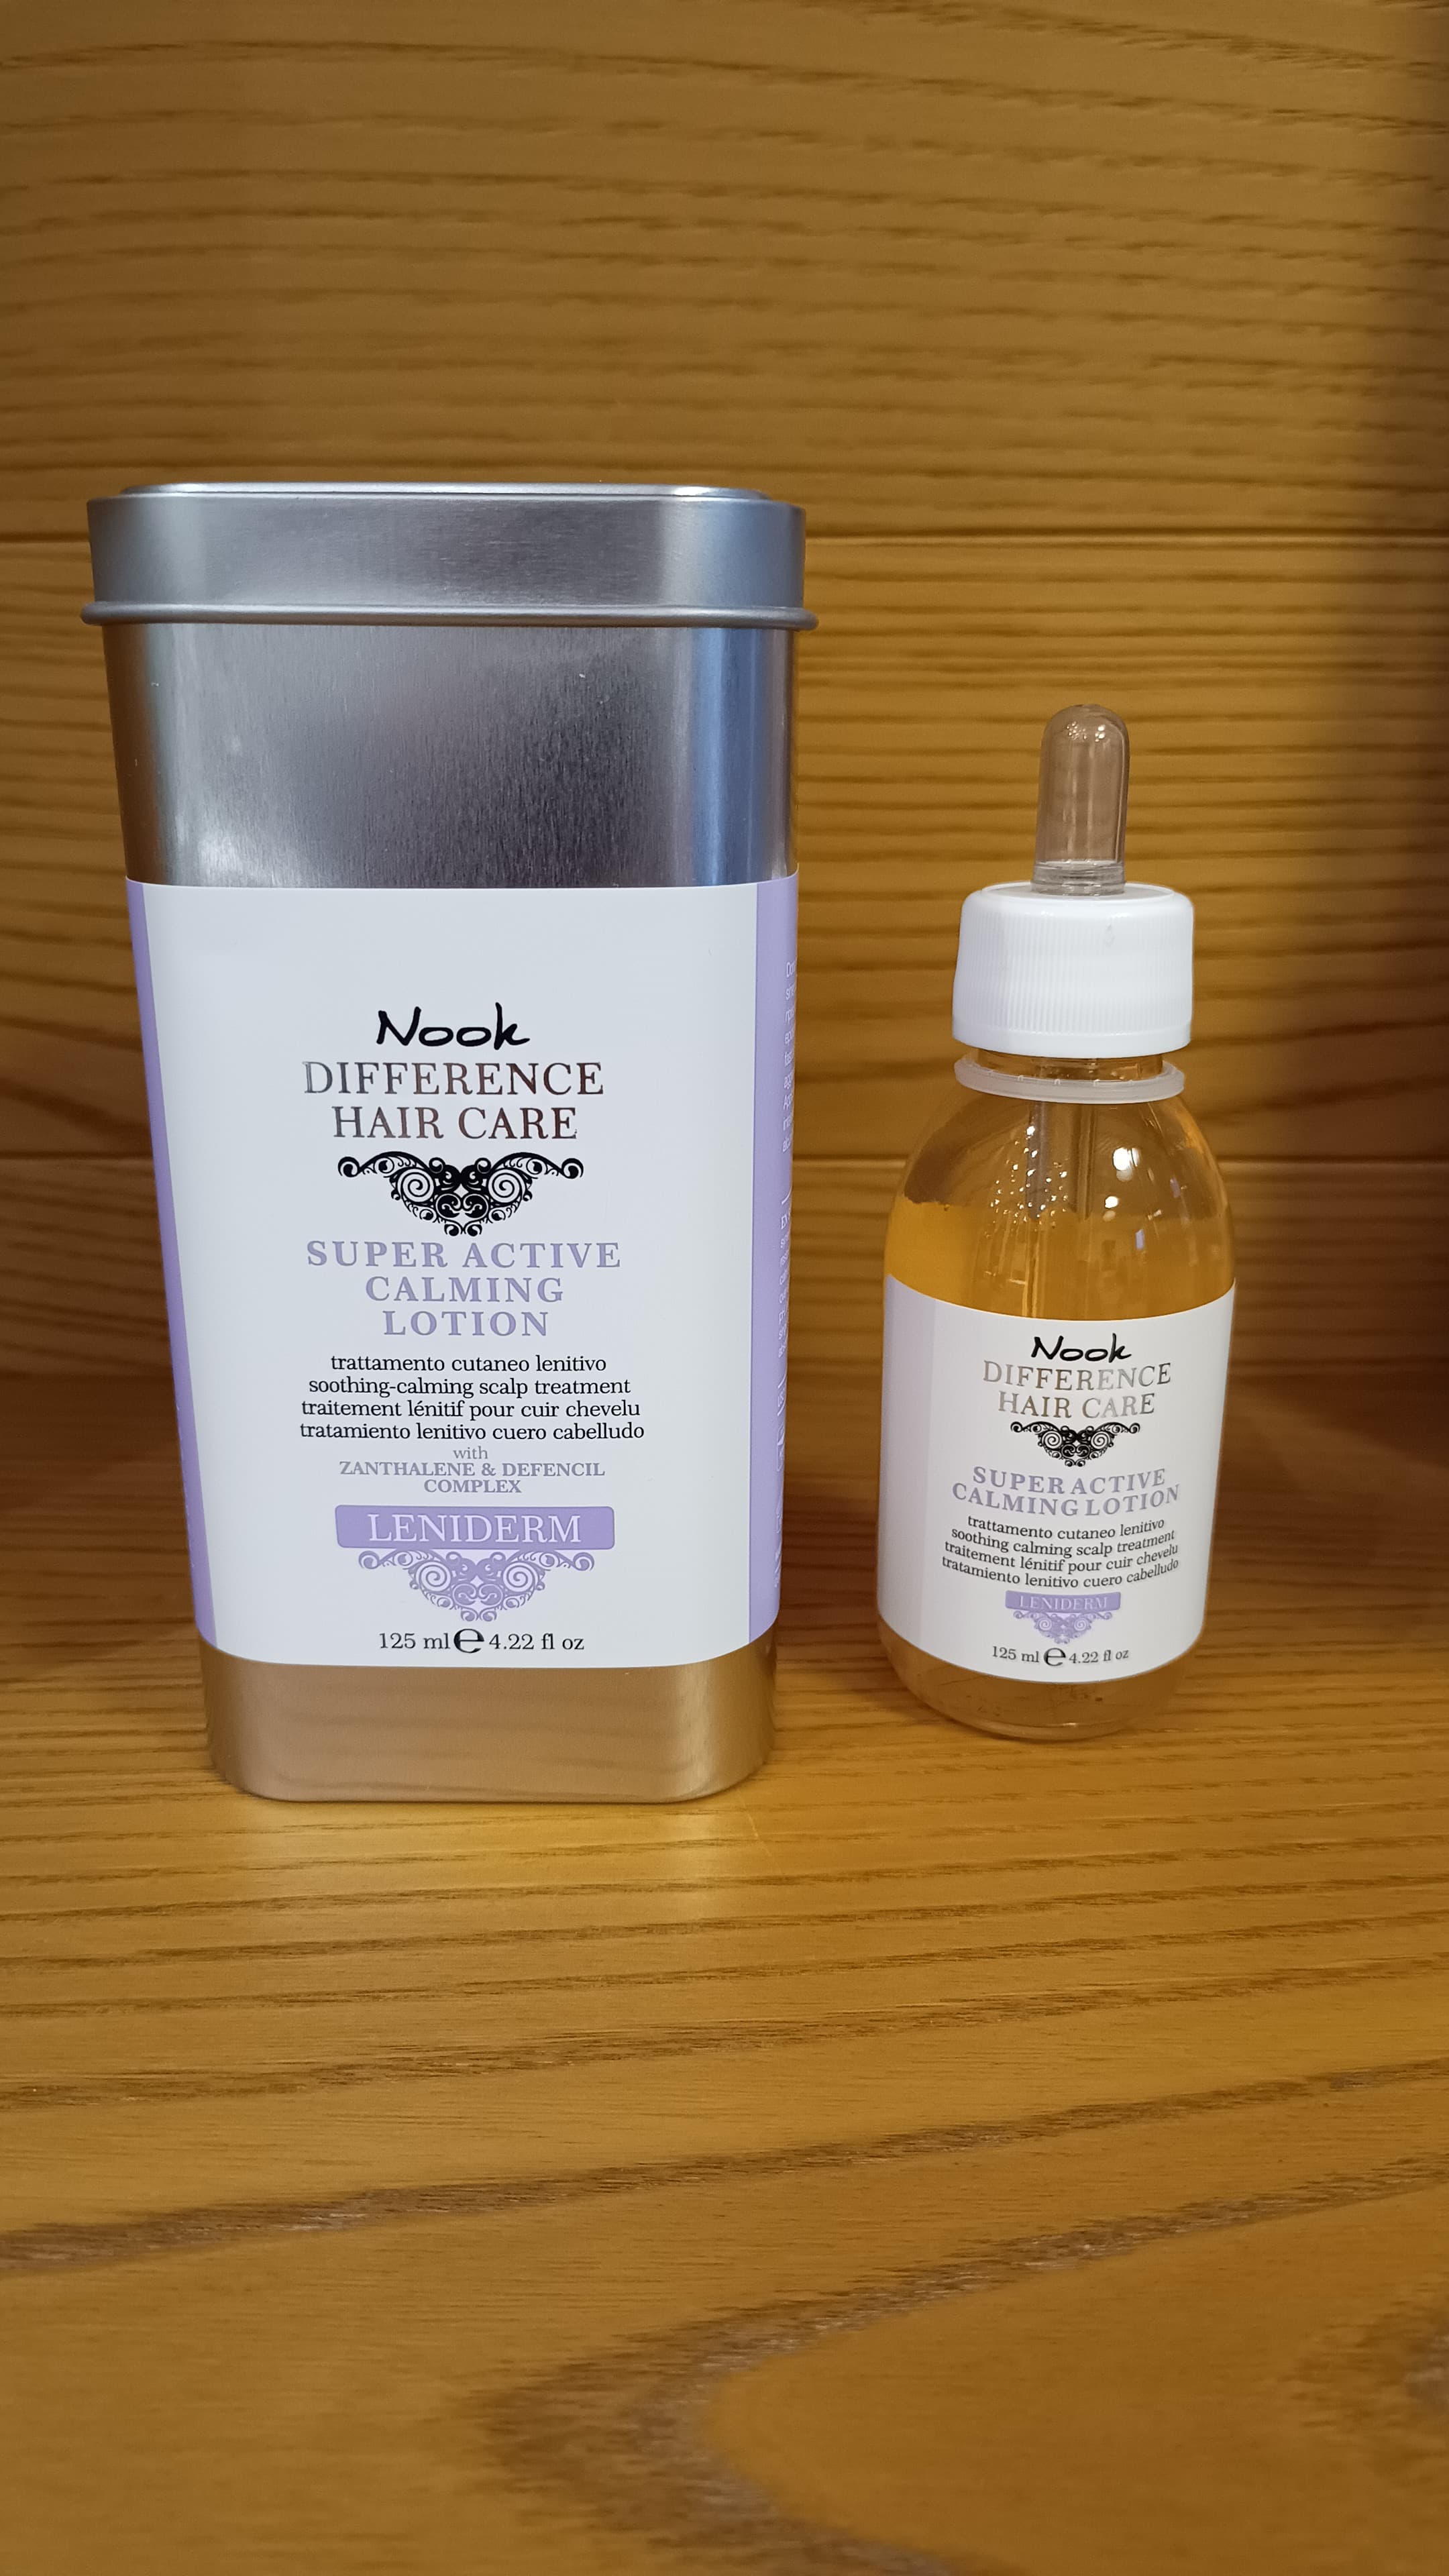 Nook
DIFFERENCE
HAIR CARE
SUPER ACTIVE
CALMING
LOTION
trattamento cutaneo lenitivo
soothing-calming scalp treatment
traitement lénitif pour cuir chevelu
tratamiento lenitivo cuero cabelludo
with
ZANTHALENE & DEFENCIL
COMPLEX
LENIDERM
125 ml ℮ 4.22 fl oz
Nook
DIFFERENCE
HAIR CARE
SUPER ACTIVE
CALMING LOTION
trattamento cutaneo lenitivo
soothing calming scalp treatment
traitement lénitif pour cuir chevelu
tratamiento lenitivo cuero cabelludo
LENIDERM
125 ml ℮ 4.22 fl oz